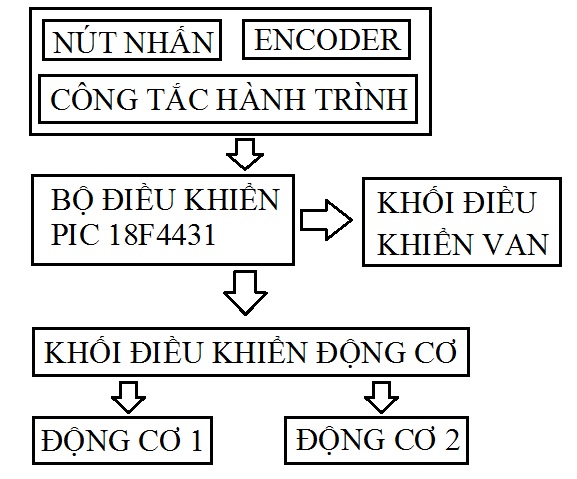 NÚT NHẤN
ENCODER
CÔNG TẮC HÀNH TRÌNH
BỘ ĐIỀU KHIỂN
PIC 18F4431
KHỐI ĐIỀU
KHIỂN VAN
KHỐI ĐIỀU KHIỂN ĐỘNG CƠ
ĐỘNG CƠ 1
ĐỘNG CƠ 2